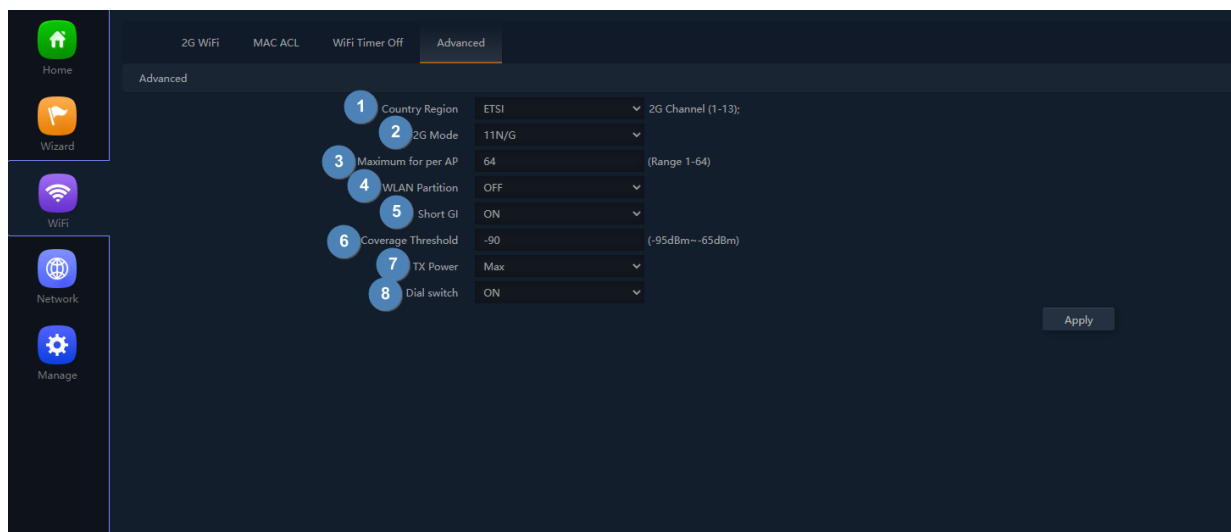 Home
Wizard
WiFi
Network
Manage
2G WiFi MAC ACL WiFi Timer Off Advanced
Advanced
1 Country Region ETSI 2G Channel (1-13);
2 2G Mode 11N/G
3 Maximum for per AP 64 (Range 1-64)
4 WLAN Partition OFF
5 Short GI ON
6 Coverage Threshold -90 (-95dBm~-65dBm)
7 TX Power Max
8 Dial switch ON
Apply